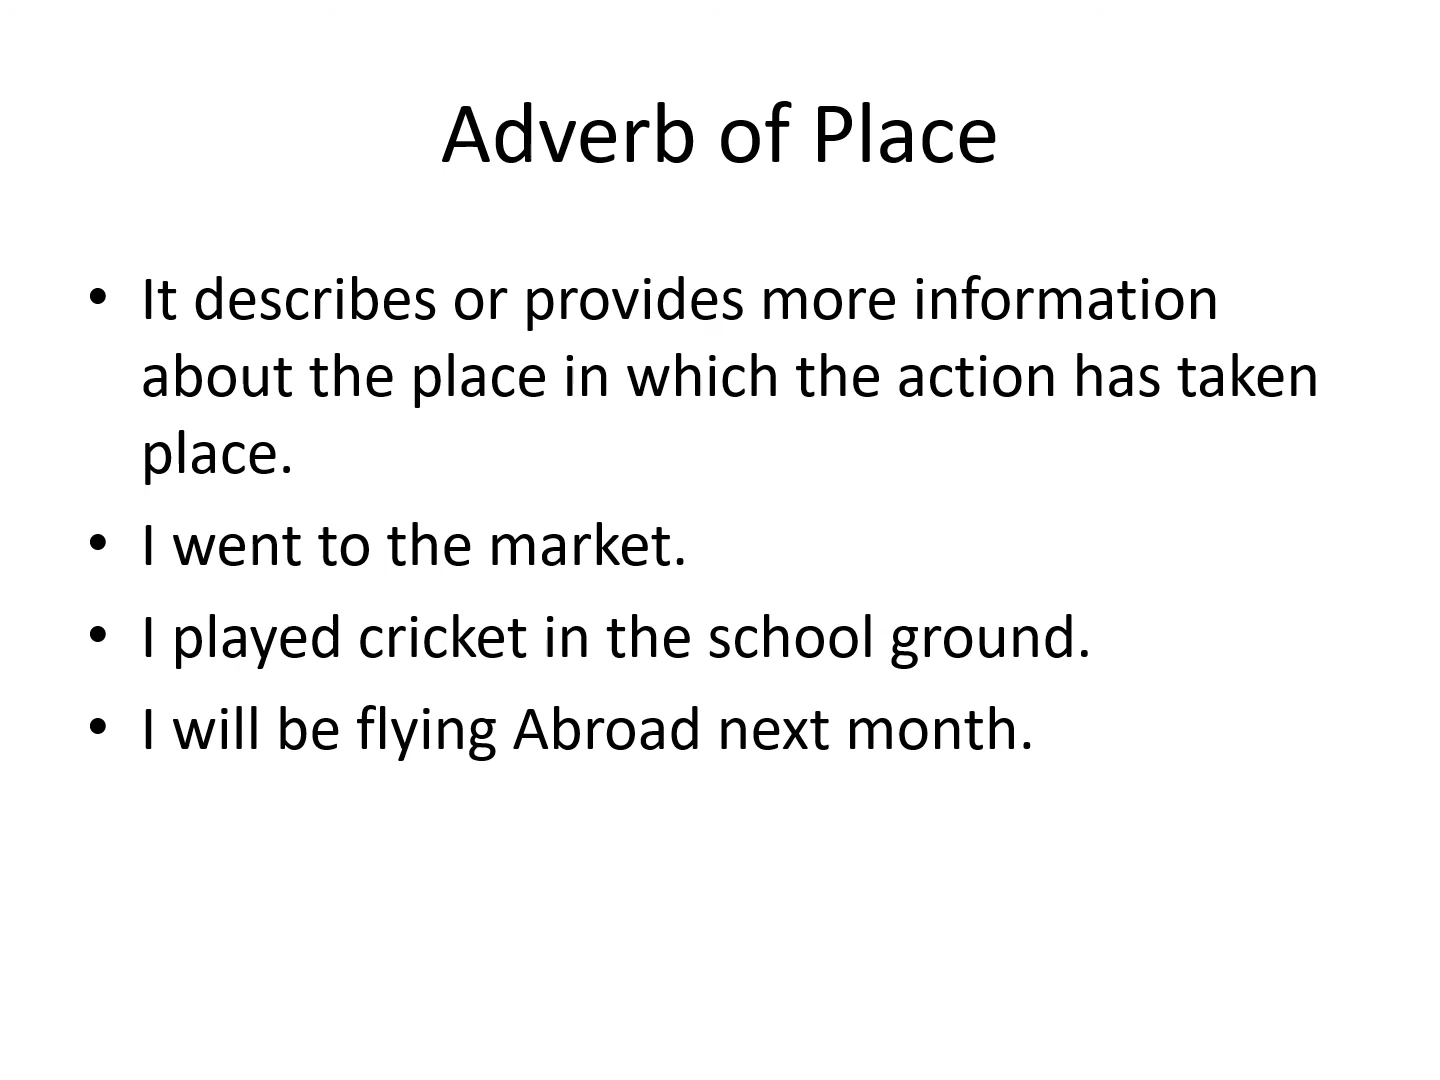 Adverb of Place
• It describes or provides more information
about the place in which the action has taken
place.
• I went to the market.
• I played cricket in the school ground.
• I will be flying Abroad next month.